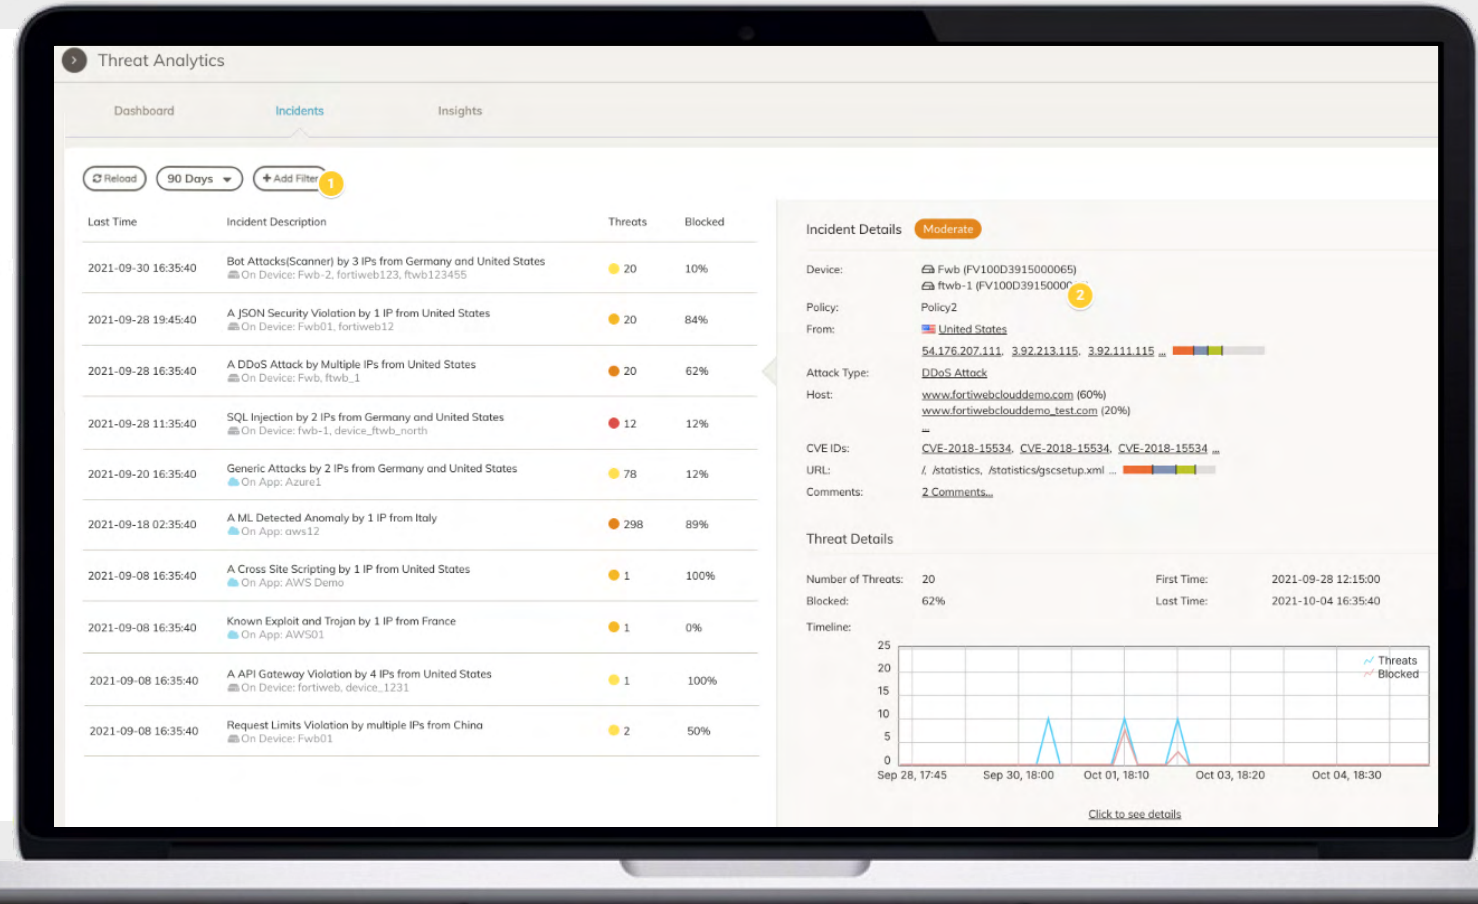 Threat Analytics
Dashboard
Incidents
Insights
Reload
90 Days
+ Add Filter
1
Last Time
Incident Description
Threats
Blocked
2021-09-30 16:35:40
Bot Attacks(Scanner) by 3 IPs from Germany and United States
On Device: Fwb-2, fortiweb123, ftwb123455
20
10%
2021-09-28 19:45:40
A JSON Security Violation by 1 IP from United States
On Device: Fwb01, fortiweb12
20
84%
2021-09-28 16:35:40
A DDoS Attack by Multiple IPs from United States
On Device: Fwb, ftwb_1
20
62%
2021-09-28 11:35:40
SQL Injection by 2 IPs from Germany and United States
On Device: fwb-1, device_ftwb_north
12
12%
2021-09-20 16:35:40
Generic Attacks by 2 IPs from Germany and United States
On App: Azure1
78
12%
2021-09-18 02:35:40
A ML Detected Anomaly by 1 IP from Italy
On App: aws12
298
89%
2021-09-08 16:35:40
A Cross Site Scripting by 1 IP from United States
On App: AWS Demo
1
100%
2021-09-08 16:35:40
Known Exploit and Trojan by 1 IP from France
On App: AWS01
1
0%
2021-09-08 16:35:40
A API Gateway Violation by 4 IPs from United States
On Device: fortiweb, device_1231
1
100%
2021-09-08 16:35:40
Request Limits Violation by multiple IPs from China
On Device: Fwb01
2
50%
Incident Details
Moderate
Device:
Fwb (FV100D3915000065)
ftwb-1 (FV100D39150000
2
Policy:
Policy2
From:
United States
54.176.207.111, 3.92.213.115, 3.92.111.115 ...
Attack Type:
DDoS Attack
Host:
www.fortiwebclouddemo.com (60%)
www.fortiwebclouddemo_test.com (20%)
...
CVE IDs:
CVE-2018-15534, CVE-2018-15534, CVE-2018-15534 ...
URL:
/, /statistics, /statistics/gscsetup.xml ...
Comments:
2 Comments...
Threat Details
Number of Threats:
20
First Time:
2021-09-28 12:15:00
Blocked:
62%
Last Time:
2021-10-04 16:35:40
Timeline:
25
20
15
10
5
0
Threats
Blocked
Sep 28, 17:45
Sep 30, 18:00
Oct 01, 18:10
Oct 03, 18:20
Oct 04, 18:30
Click to see details